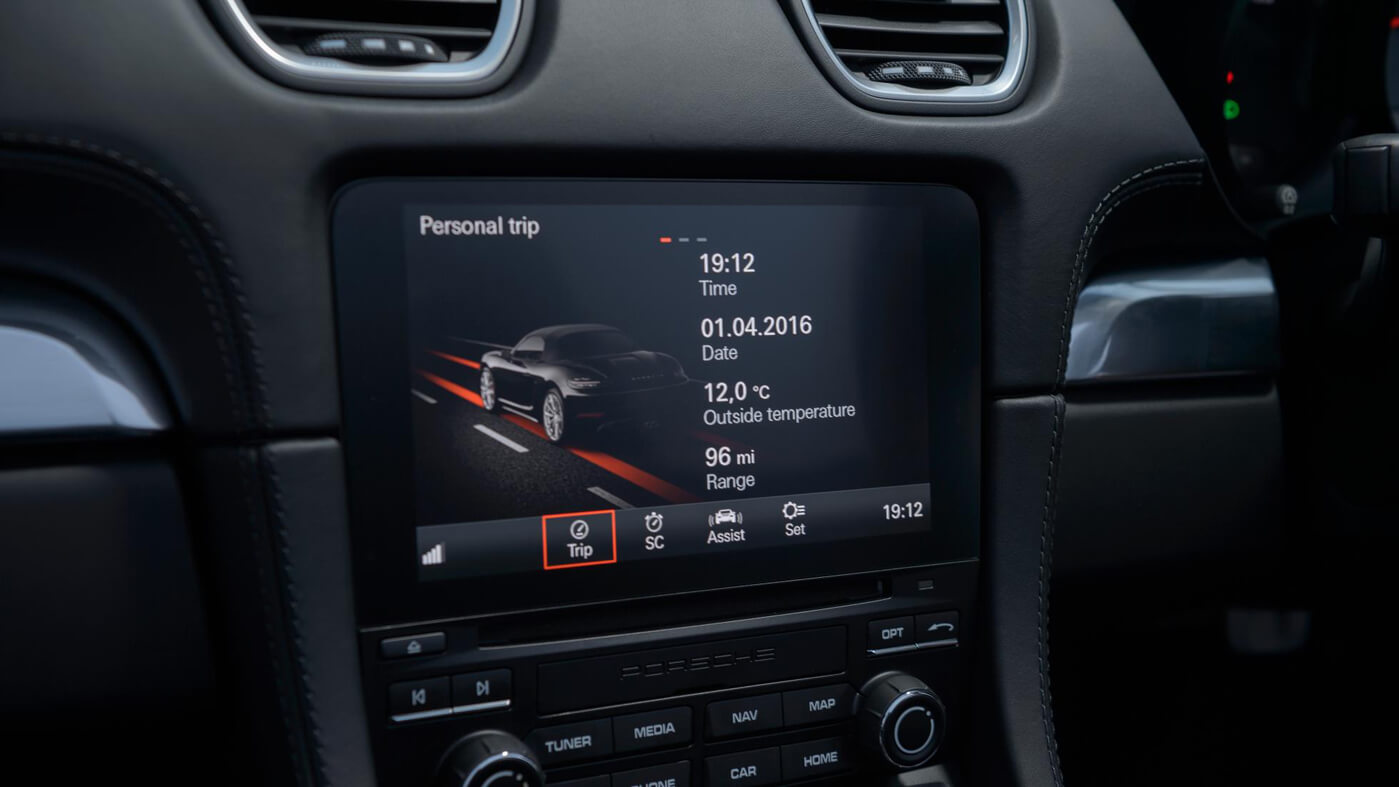 Personal trip
19:12
Time
01.04.2016
Date
12,0 °C
Outside temperature
96 mi
Range
Trip
SC
Assist
Set
19:12
OPT
PORSCHE
NAV
MAP
TUNER
MEDIA
CAR
HOME
PHONE